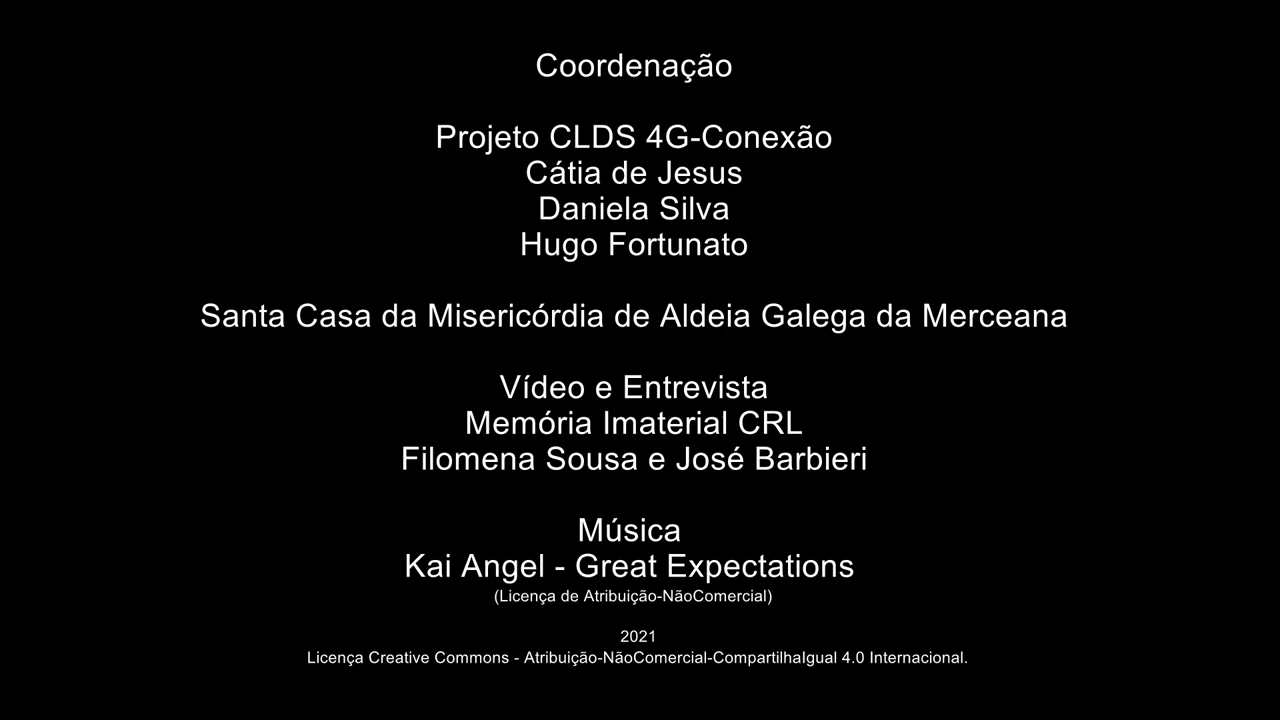 Coordenação
Projeto CLDS 4G-Conexão
Cátia de Jesus
Daniela Silva
Hugo Fortunato
Santa Casa da Misericórdia de Aldeia Galega da Merceana
Vídeo e Entrevista
Memória Imaterial CRL
Filomena Sousa e José Barbieri
Música
Kai Angel - Great Expectations
(Licença de Atribuição-NãoComercial)
2021
Licença Creative Commons - Atribuição-NãoComercial-CompartilhaIgual 4.0 Internacional.